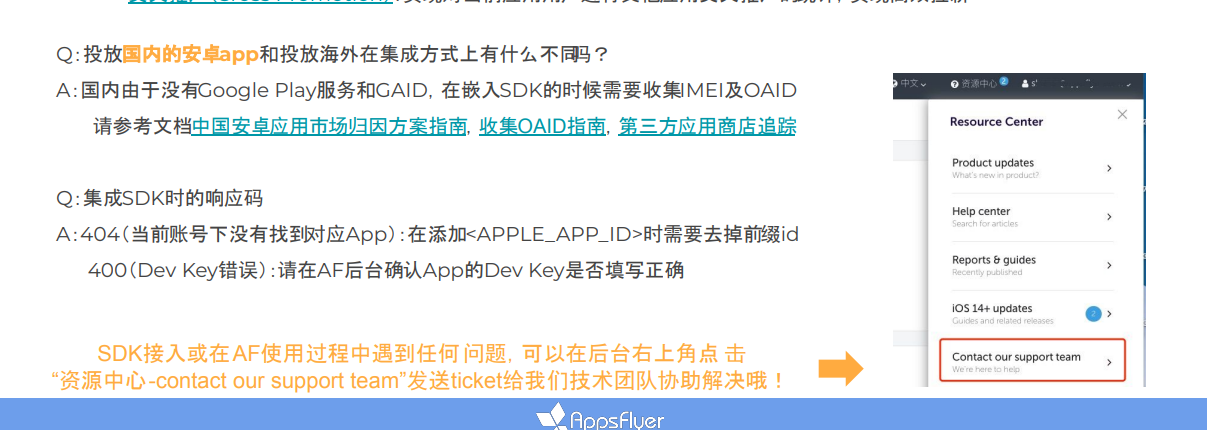 Q：投放国内的安卓app和投放海外在集成方式上有什么不同吗？
A：国内由于没有Google Play服务和GAID, 在嵌入SDK的时候需要收集IMEI及OAID
请参考文档中国安卓应用市场归因方案指南, 收集OAID指南, 第三方应用商店追踪
Q：集成SDK时的响应码
A：404（当前账号下没有找到对应App）：在添加<APPLE_APP_ID>时需要去掉前缀id
400（Dev Key错误）：请在AF后台确认App的Dev Key是否填写正确
SDK接入或在AF使用过程中遇到任何问题, 可以在后台右上角点击
“资源中心-contact our support team”发送ticket给我们技术团队协助解决哦！
中文
资源中心 2
Resource Center
Product updates
What's new in product?
Help center
Search for articles
Reports & guides
Recently published
iOS 14+ updates
Guides and related releases
Contact our support team
We're here to help
AppsFlyer